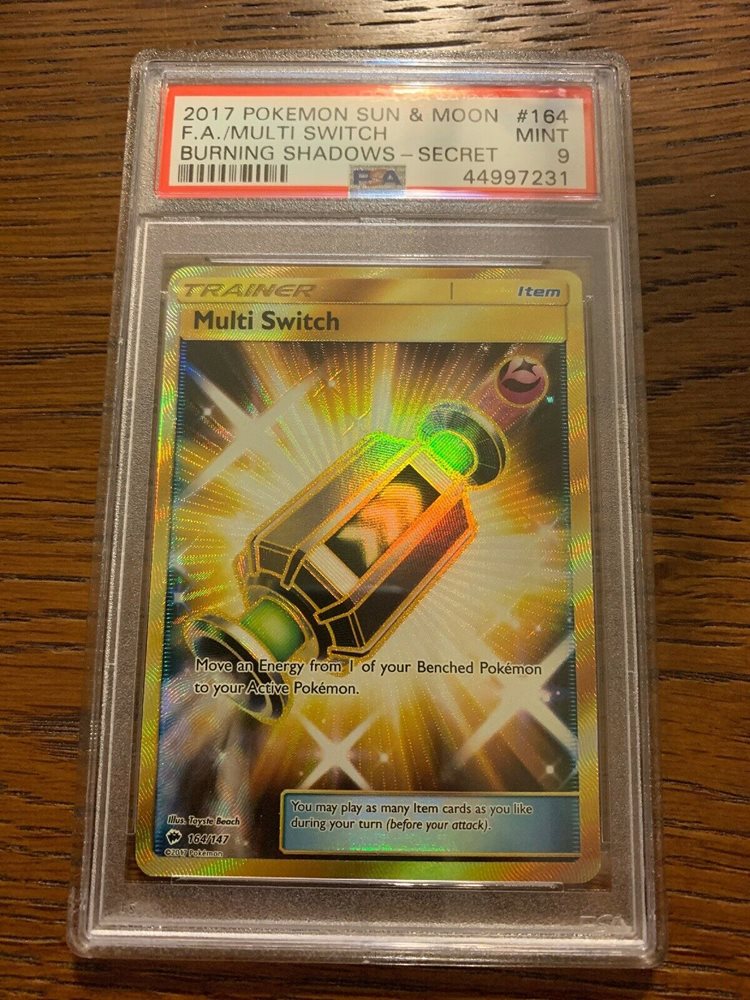 2017 POKEMON SUN & MOON #164
F.A./MULTI SWITCH MINT
BURNING SHADOWS – SECRET 9
PSA 44997231
TRAINER Item
Multi Switch
Move an Energy from 1 of your Benched Pokémon
to your Active Pokémon.
You may play as many Item cards as you like
during your turn (before your attack).
Illus. Toyste Beach
164/147
©2017 Pokémon
PSA